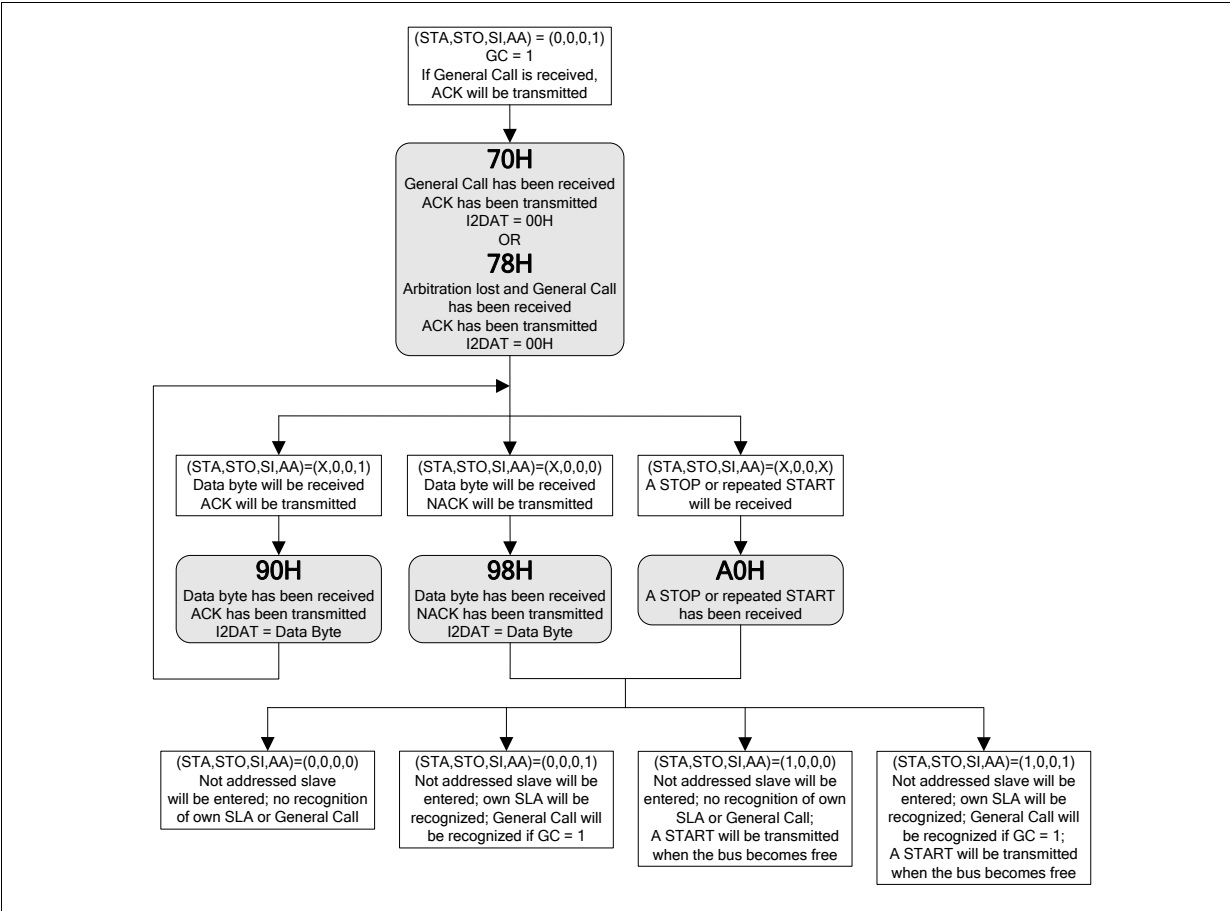 (STA,STO,SI,AA) = (0,0,0,1)
GC = 1
If General Call is received,
ACK will be transmitted
70H
General Call has been received
ACK has been transmitted
I2DAT = 00H
OR
78H
Arbitration lost and General Call
has been received
ACK has been transmitted
I2DAT = 00H
(STA,STO,SI,AA)=(X,0,0,1)
Data byte will be received
ACK will be transmitted
(STA,STO,SI,AA)=(X,0,0,0)
Data byte will be received
NACK will be transmitted
(STA,STO,SI,AA)=(X,0,0,X)
A STOP or repeated START
will be received
90H
Data byte has been received
ACK has been transmitted
I2DAT = Data Byte
98H
Data byte has been received
NACK has been transmitted
I2DAT = Data Byte
A0H
A STOP or repeated START
has been received
(STA,STO,SI,AA)=(0,0,0,0)
Not addressed slave
will be entered; no recognition
of own SLA or General Call
(STA,STO,SI,AA)=(0,0,0,1)
Not addressed slave will be
entered; own SLA will be
recognized; General Call will
be recognized if GC = 1
(STA,STO,SI,AA)=(1,0,0,0)
Not addressed slave will be
entered; no recognition of own
SLA or General Call;
A START will be transmitted
when the bus becomes free
(STA,STO,SI,AA)=(1,0,0,1)
Not addressed slave will be
entered; own SLA will be
recognized; General Call will
be recognized if GC = 1;
A START will be transmitted
when the bus becomes free